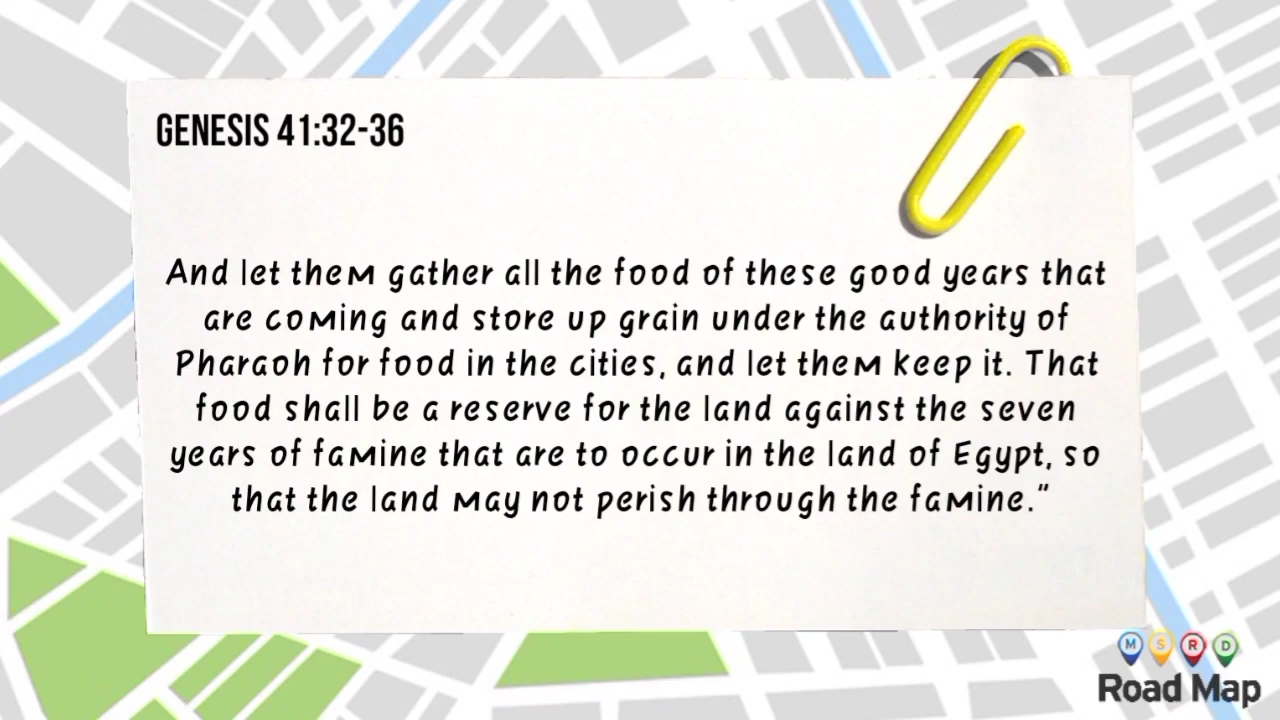 GENESIS 41:32-36
And let them gather all the food of these good years that
are coming and store up grain under the authority of
Pharaoh for food in the cities, and let them keep it. That
food shall be a reserve for the land against the seven
years of famine that are to occur in the land of Egypt, so
that the land may not perish through the famine.”
M S R D
Road Map